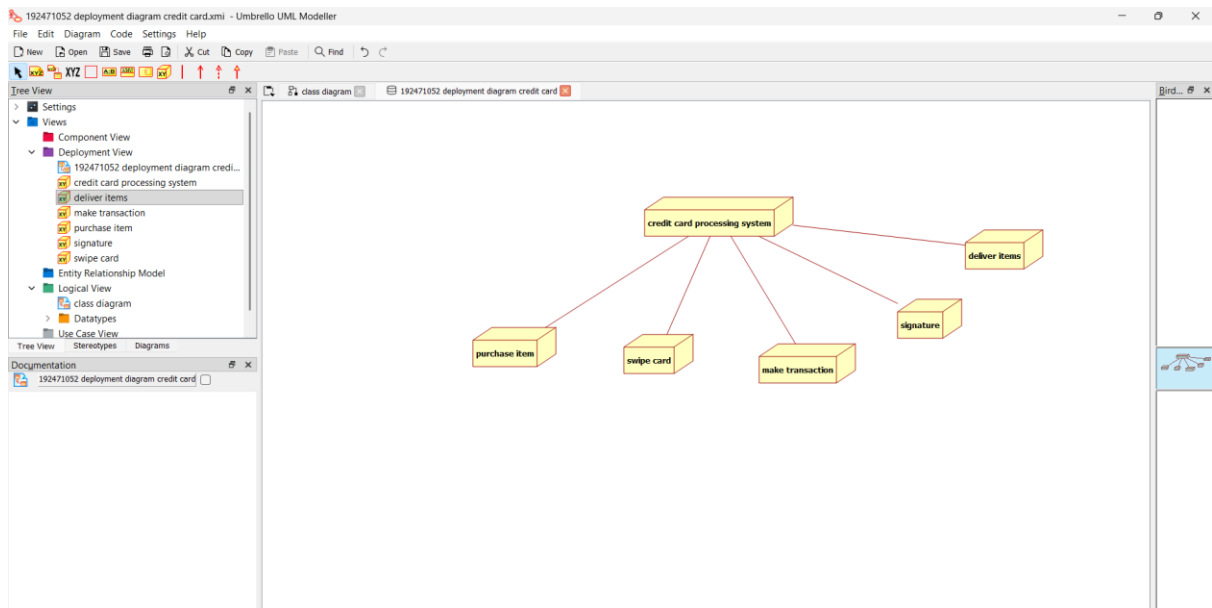 192471052 deployment diagram credit card.xmi - Umbrello UML Modeller
File Edit Diagram Code Settings Help
New Open Save Cut Copy Paste Find
XYZ
Tree View
Bird...
class diagram
192471052 deployment diagram credit card
Settings
Views
Component View
Deployment View
192471052 deployment diagram credi...
credit card processing system
deliver items
make transaction
purchase item
signature
swipe card
Entity Relationship Model
Logical View
class diagram
Datatypes
Use Case View
Tree View Stereotypes Diagrams
Documentation
192471052 deployment diagram credit card
credit card processing system
deliver items
signature
purchase item
swipe card
make transaction